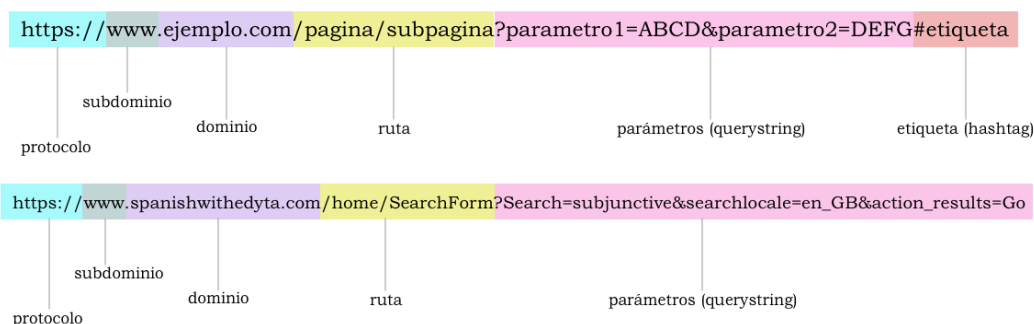 https://www.ejemplo.com/pagina/subpagina?parametro1=ABCD&parametro2=DEFG#etiqueta
subdominio
dominio
ruta
parámetros (querystring)
etiqueta (hashtag)
protocolo
https://www.spanishwithedyta.com/home/SearchForm?Search=subjunctive&searchlocale=en_GB&action_results=Go
subdominio
dominio
ruta
parámetros (querystring)
protocolo